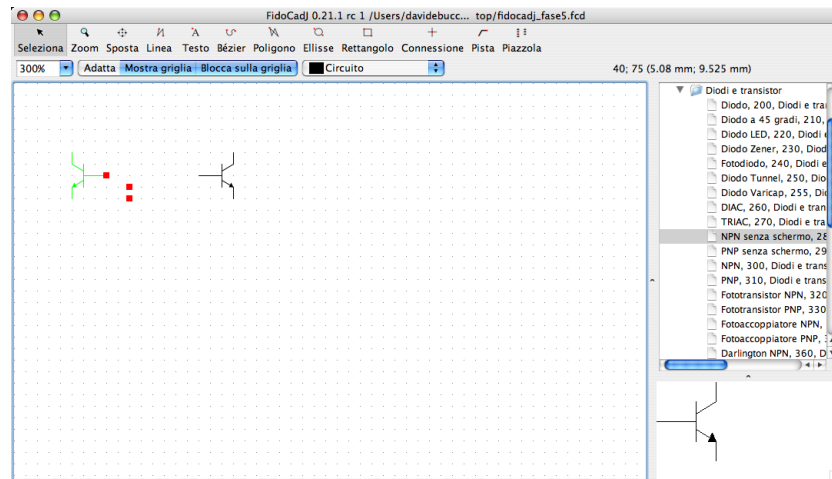 FidoCadJ 0.21.1 rc 1 /Users/davidebucc... top/fidocadj_fase5.fcd
Seleziona Zoom Sposta Linea Testo Bézier Poligono Ellisse Rettangolo Connessione Pista Piazzola
300% Adatta Mostra griglia Blocca sulla griglia Circuito 40; 75 (5.08 mm; 9.525 mm)
Diodi e transistor
Diodo, 200, Diodi e tra
Diodo a 45 gradi, 210,
Diodo LED, 220, Diodi e
Diodo Zener, 230, Diod
Fotodiodo, 240, Diodi e
Diodo Tunnel, 250, Dio
Diodo Varicap, 255, Dio
DIAC, 260, Diodi e tran
TRIAC, 270, Diodi e tra
NPN senza schermo, 28
PNP senza schermo, 29
NPN, 300, Diodi e trans
PNP, 310, Diodi e trans
Fototransistor NPN, 320
Fototransistor PNP, 330
Fotoaccoppiatore NPN,
Fotoaccoppiatore PNP,
Darlington NPN, 360, D